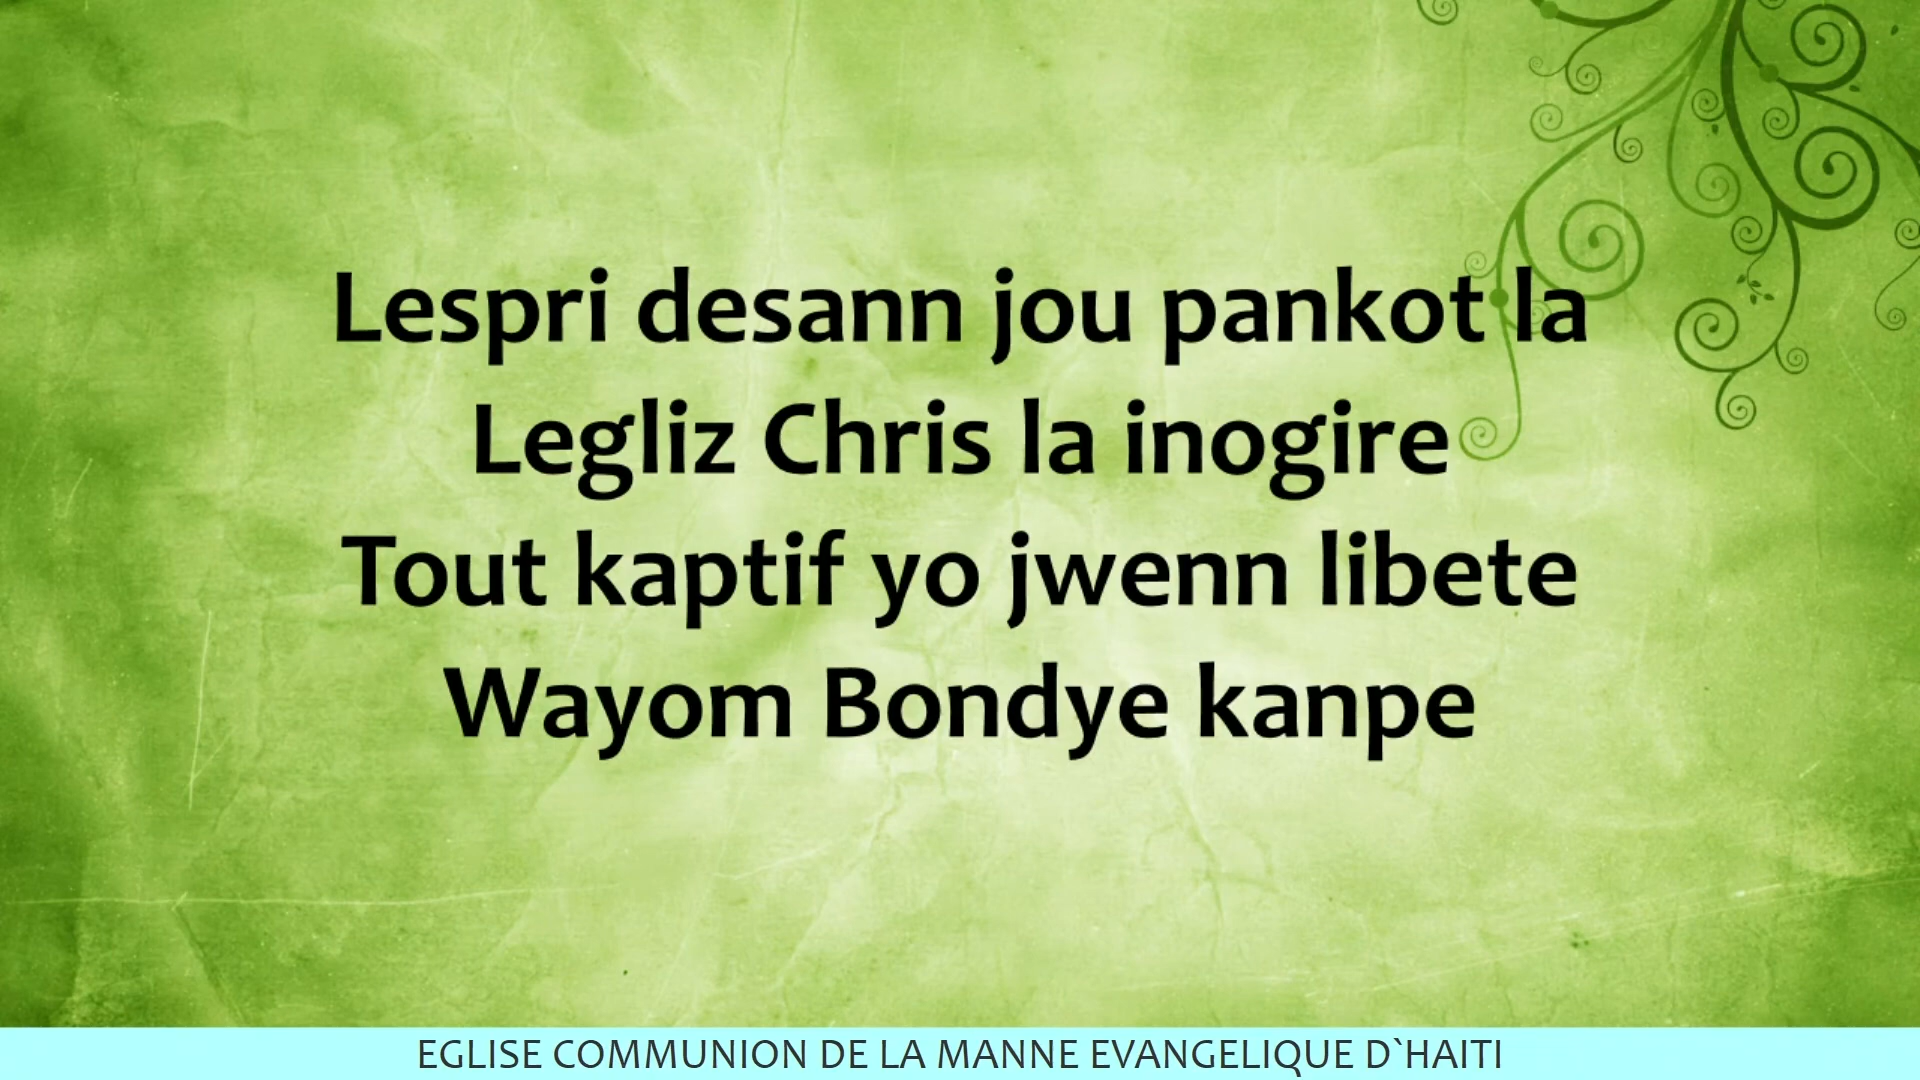 Lespri desann jou pankot la
Legliz Chris la inogire
Tout kaptif yo jwenn libete
Wayom Bondye kanpe
EGLISE COMMUNION DE LA MANNE EVANGELIQUE D`HAITI